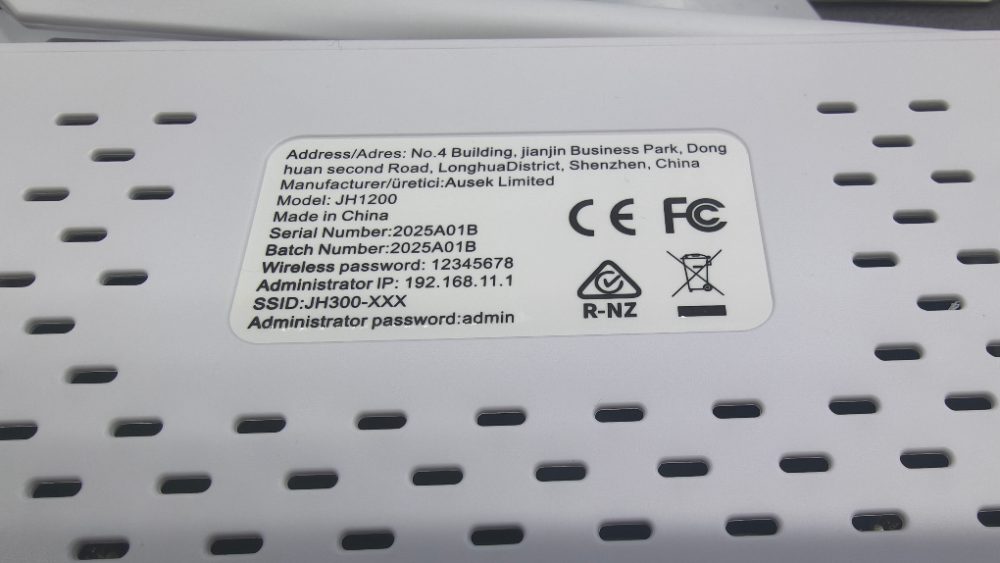 Address/Adres: No.4 Building, jianjin Business Park, Dong
huan second Road, LonghuaDistrict, Shenzhen, China
Manufacturer/üretici:Ausek Limited
Model: JH1200
Made in China
Serial Number:2025A01B
Batch Number:2025A01B
Wireless password: 12345678
Administrator IP: 192.168.11.1
SSID:JH300-XXX
Administrator password:admin
CE FC
R-NZ